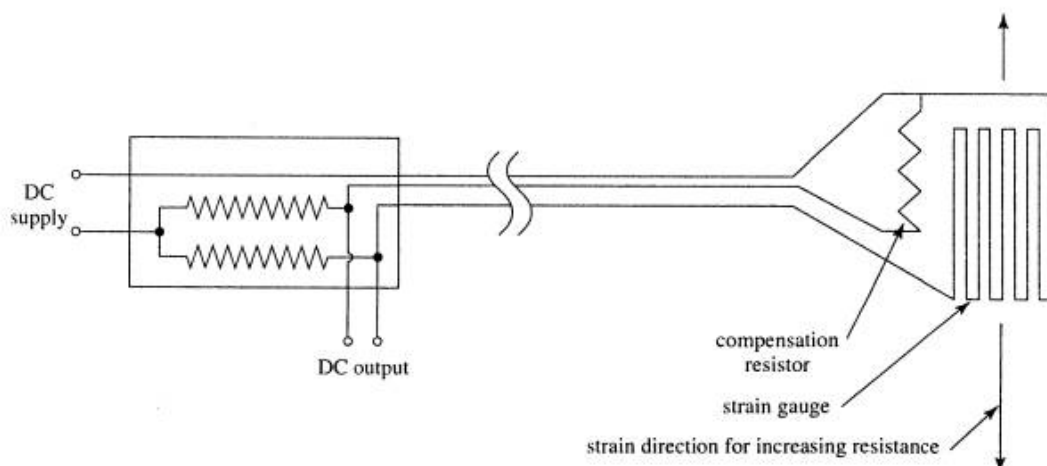 DC
supply
DC output
compensation
resistor
strain gauge
strain direction for increasing resistance